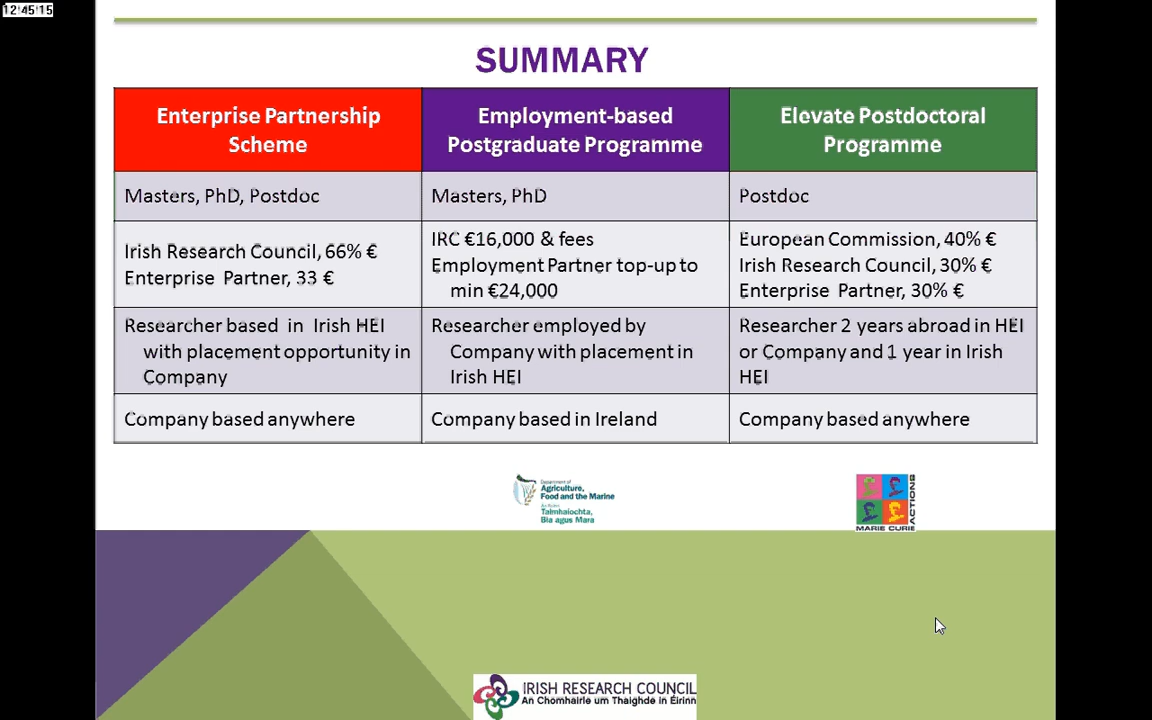 12:45:15
SUMMARY
Enterprise Partnership
Scheme
Employment-based
Postgraduate Programme
Elevate Postdoctoral
Programme
Masters, PhD, Postdoc
Masters, PhD
Postdoc
Irish Research Council, 66% €
Enterprise Partner, 33 €
IRC €16,000 & fees
Employment Partner top-up to
min €24,000
European Commission, 40% €
Irish Research Council, 30% €
Enterprise Partner, 30% €
Researcher based in Irish HEI
with placement opportunity in
Company
Researcher employed by
Company with placement in
Irish HEI
Researcher 2 years abroad in HEI
or Company and 1 year in Irish
HEI
Company based anywhere
Company based in Ireland
Company based anywhere
Department of
Agriculture,
Food and the Marine
An Roinn
Talmhaíochta,
Bia agus Mara
MARIE CURIE
ACTIONS
IRISH RESEARCH COUNCIL
An Chomhairle um Thaighde in Éirinn